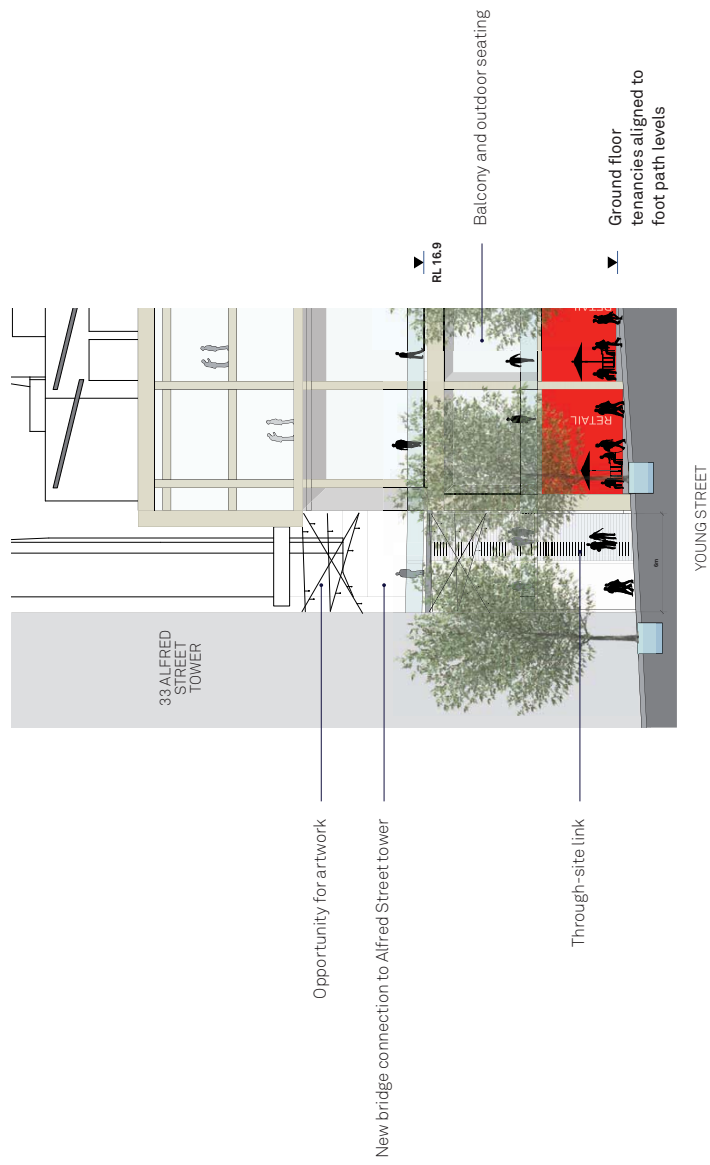 Balcony and outdoor seating
Ground floor
tenancies aligned to
foot path levels
RL 16.9
RETAIL
RETAIL
33 ALFRED
STREET
TOWER
8m
YOUNG STREET
Opportunity for artwork
New bridge connection to Alfred Street tower
Through-site link